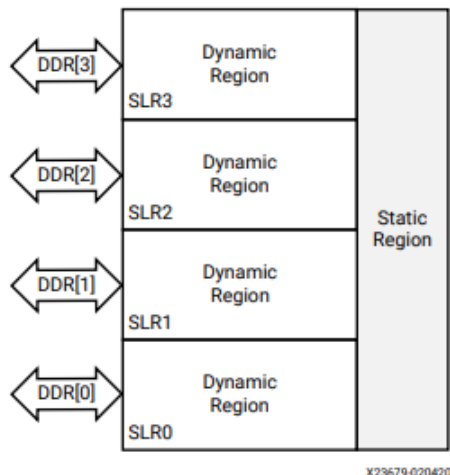 DDR[3]
Dynamic
Region
SLR3
DDR[2]
Dynamic
Region
SLR2
Static
Region
DDR[1]
Dynamic
Region
SLR1
DDR[0]
Dynamic
Region
SLR0
X23679-020420